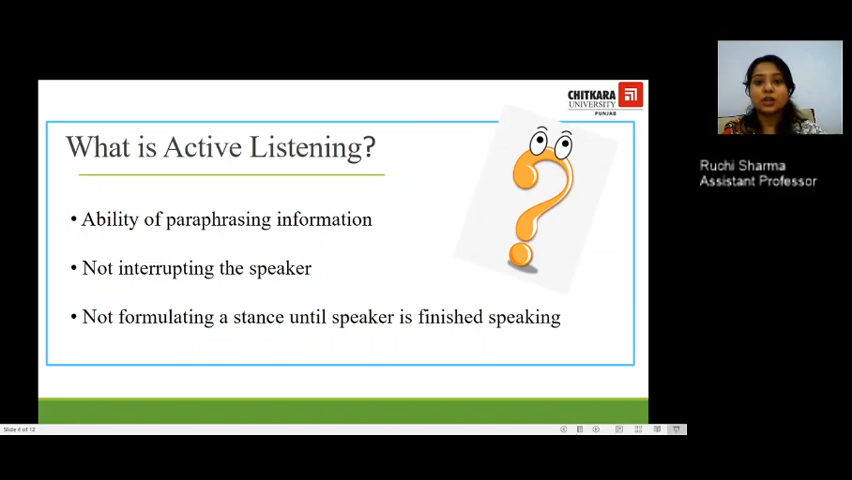 CHITKARA
UNIVERSITY
PUNJAB
What is Active Listening?
• Ability of paraphrasing information
• Not interrupting the speaker
• Not formulating a stance until speaker is finished speaking
Ruchi Sharma
Assistant Professor
Slide 4 of 12